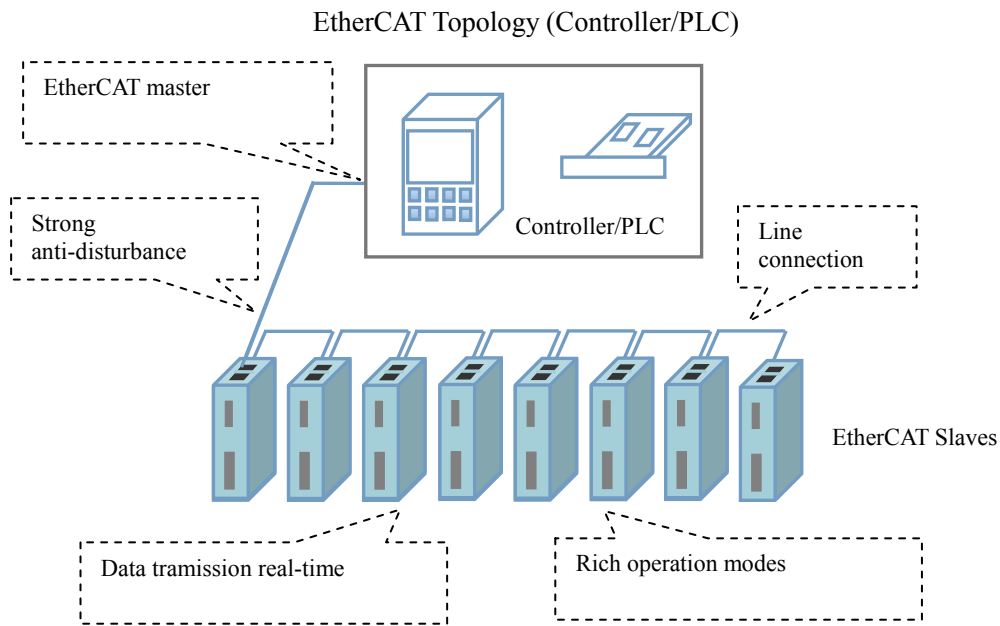 EtherCAT Topology (Controller/PLC)
EtherCAT master
Strong
anti-disturbance
Controller/PLC
Line
connection
EtherCAT Slaves
Data tramission real-time
Rich operation modes